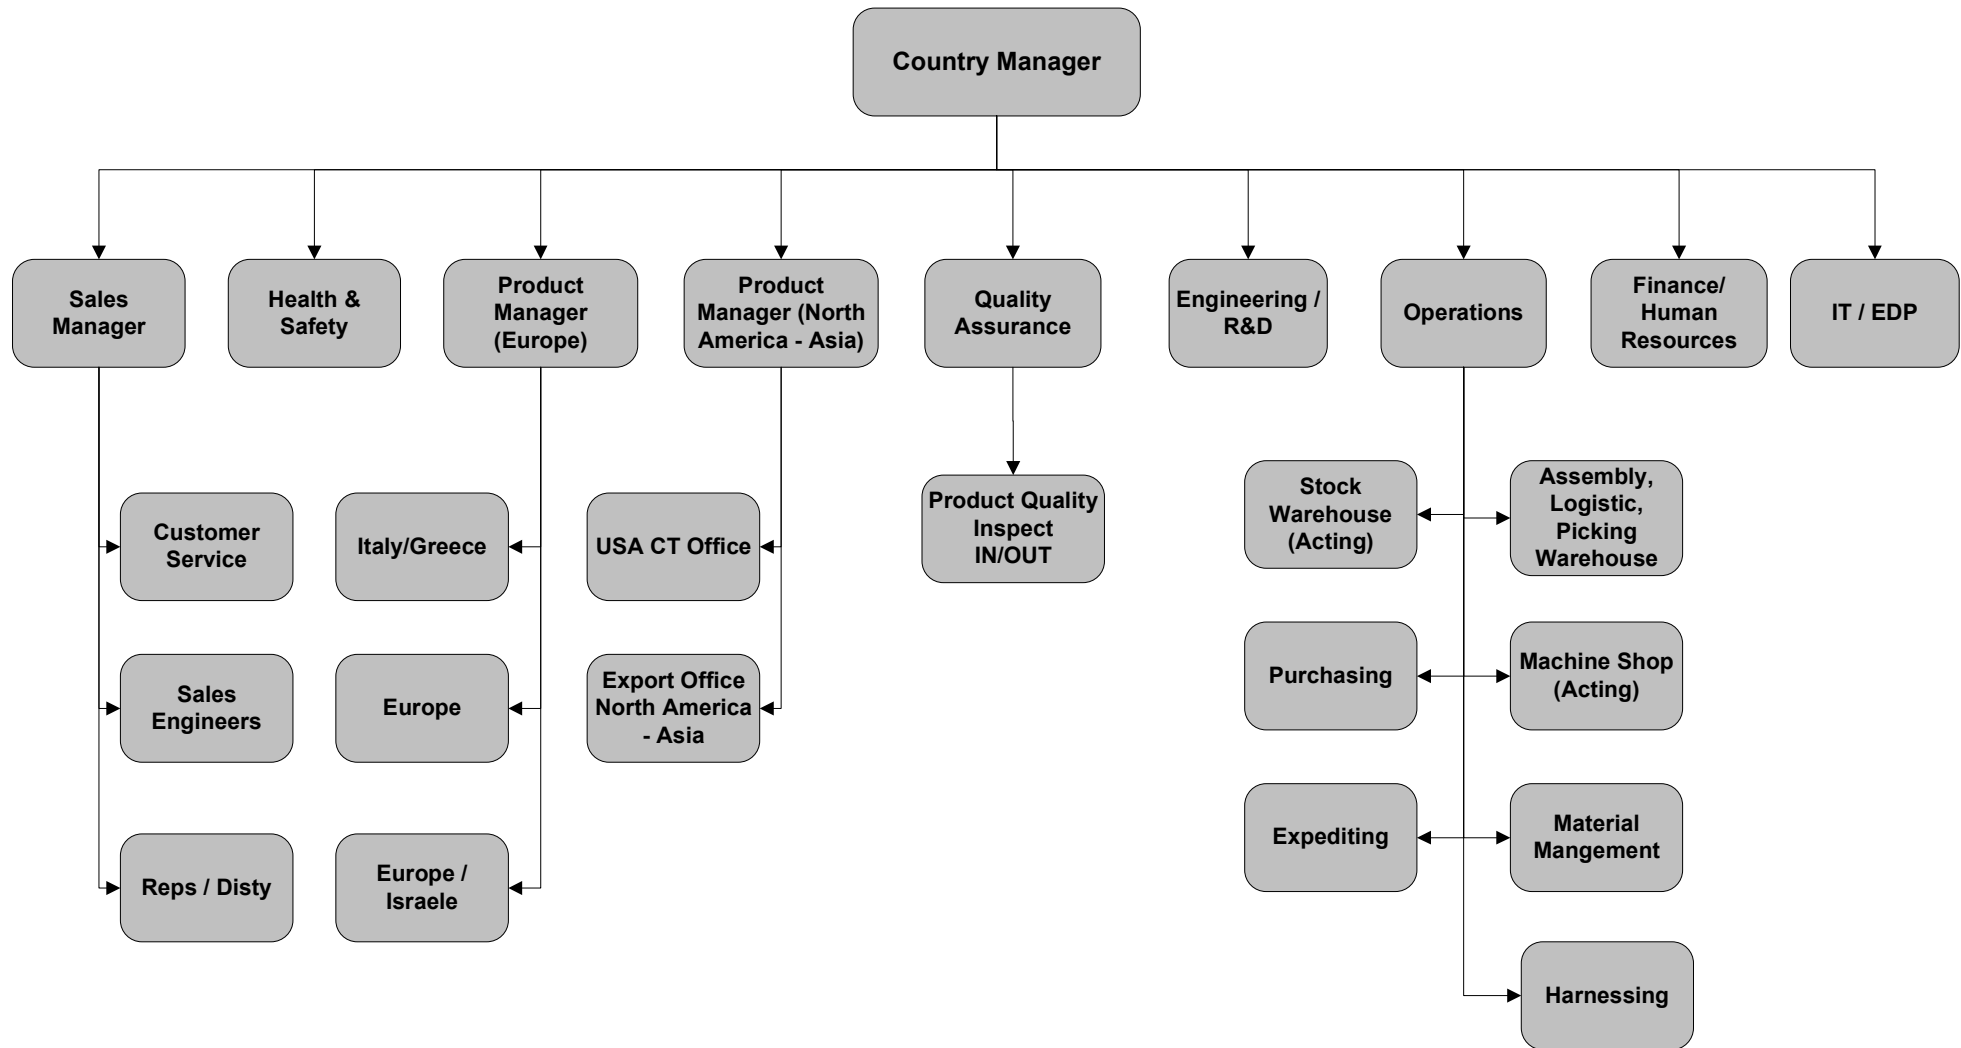 Country Manager
Sales
Manager
Health &
Safety
Product
Manager
(Europe)
Product
Manager (North
America - Asia)
Quality
Assurance
Engineering /
R&D
Operations
Finance/
Human
Resources
IT / EDP
Customer
Service
Italy/Greece
USA CT Office
Product Quality
Inspect
IN/OUT
Stock
Warehouse
(Acting)
Assembly,
Logistic,
Picking
Warehouse
Sales
Engineers
Europe
Export Office
North America
- Asia
Purchasing
Machine Shop
(Acting)
Reps / Disty
Europe /
Israele
Expediting
Material
Mangement
Harnessing